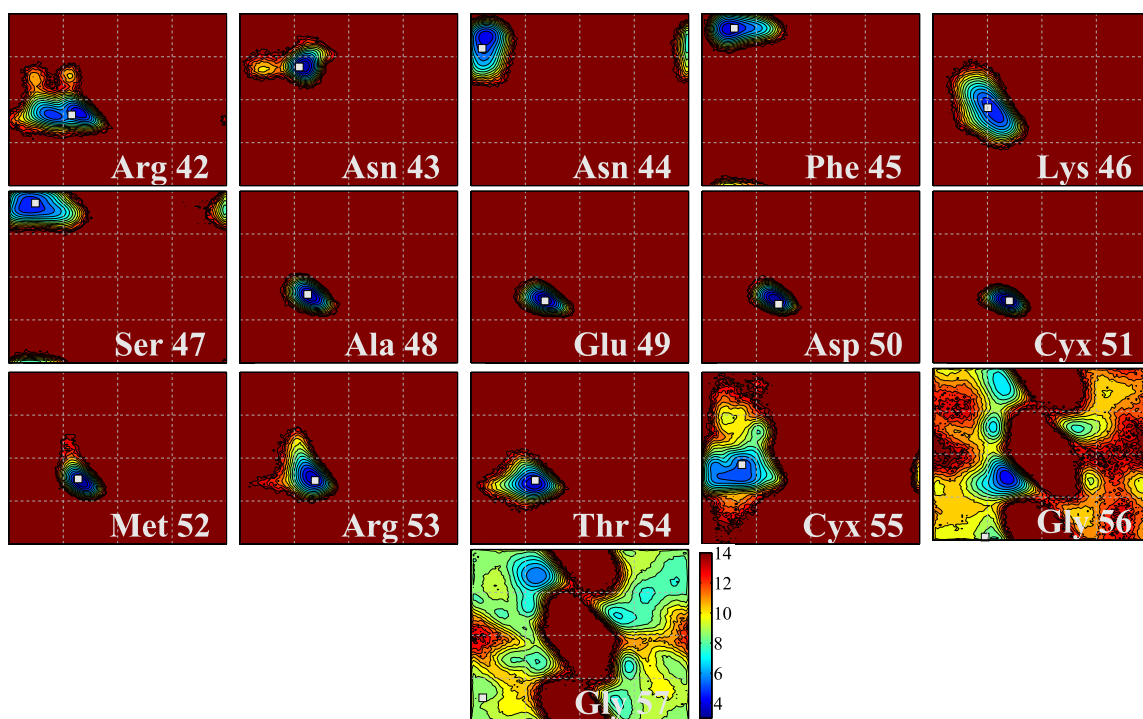 Arg 42 Asn 43 Asn 44 Phe 45 Lys 46
Ser 47 Ala 48 Glu 49 Asp 50 Cyx 51
Met 52 Arg 53 Thr 54 Cyx 55 Gly 56
Gly 57
14
12
10
8
6
4